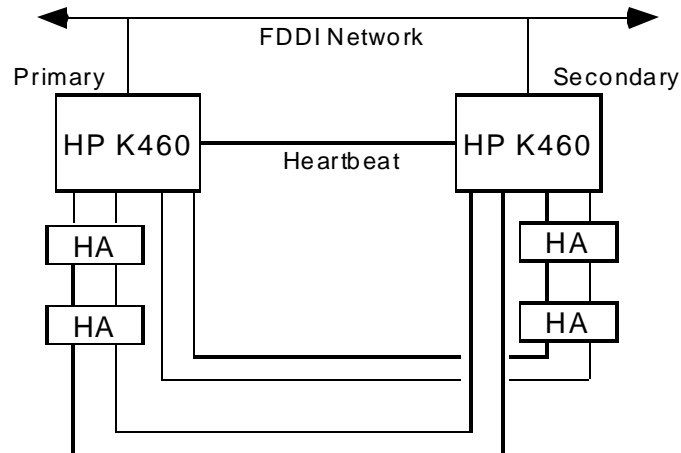 FDDI Network
Primary
Secondary
HP K460
HP K460
Heartbeat
HA
HA
HA
HA